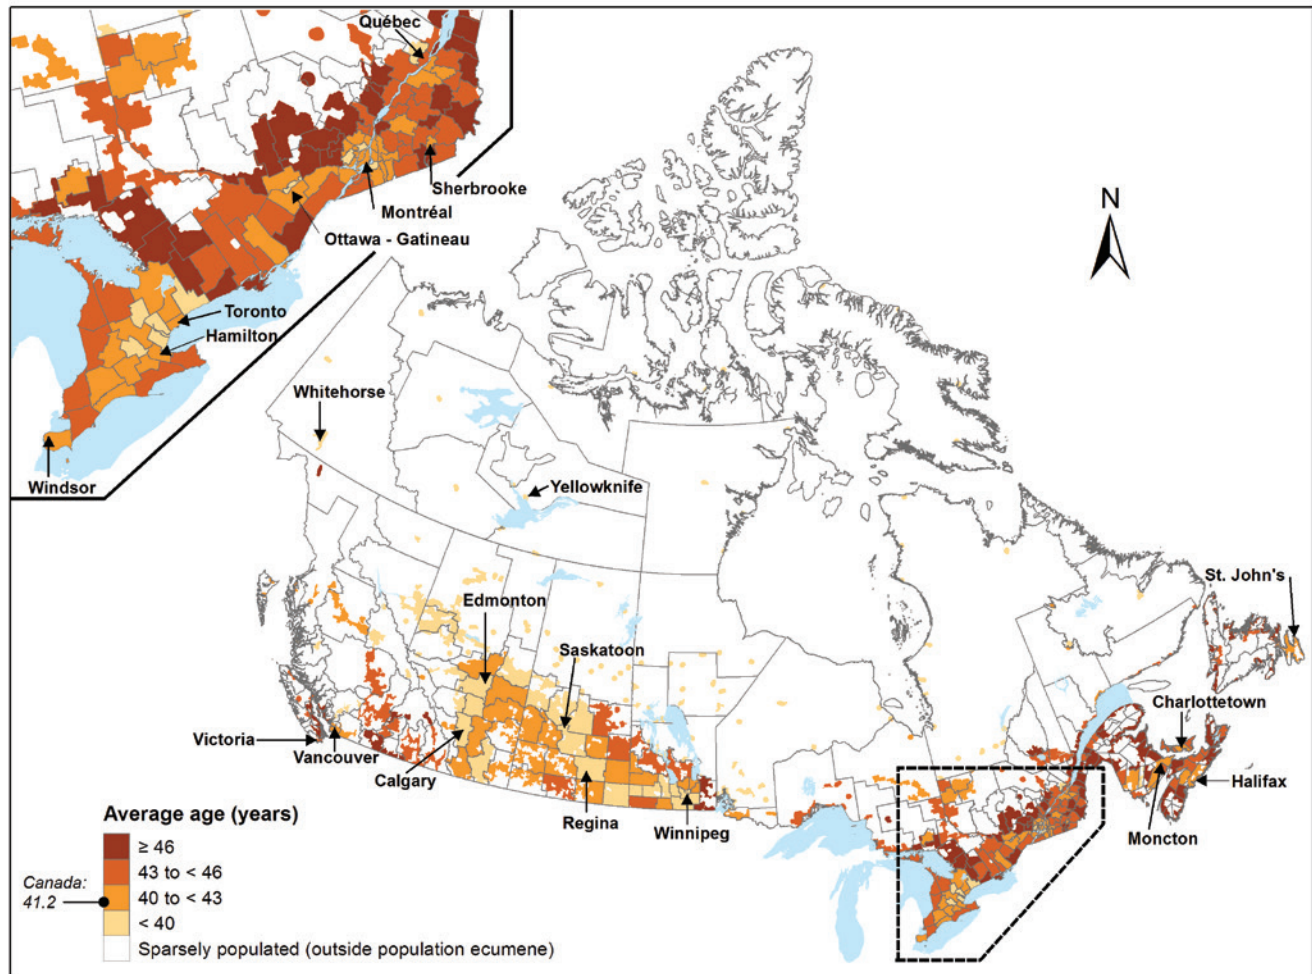 Québec
Sherbrooke
Montréal
Ottawa - Gatineau
Toronto
Hamilton
Windsor
N
Whitehorse
Yellowknife
St. John's
Edmonton
Saskatoon
Charlottetown
Victoria
Vancouver
Calgary
Halifax
Regina
Winnipeg
Moncton
Average age (years)
≥ 46
43 to < 46
Canada:
41.2
40 to < 43
< 40
Sparsely populated (outside population ecumene)